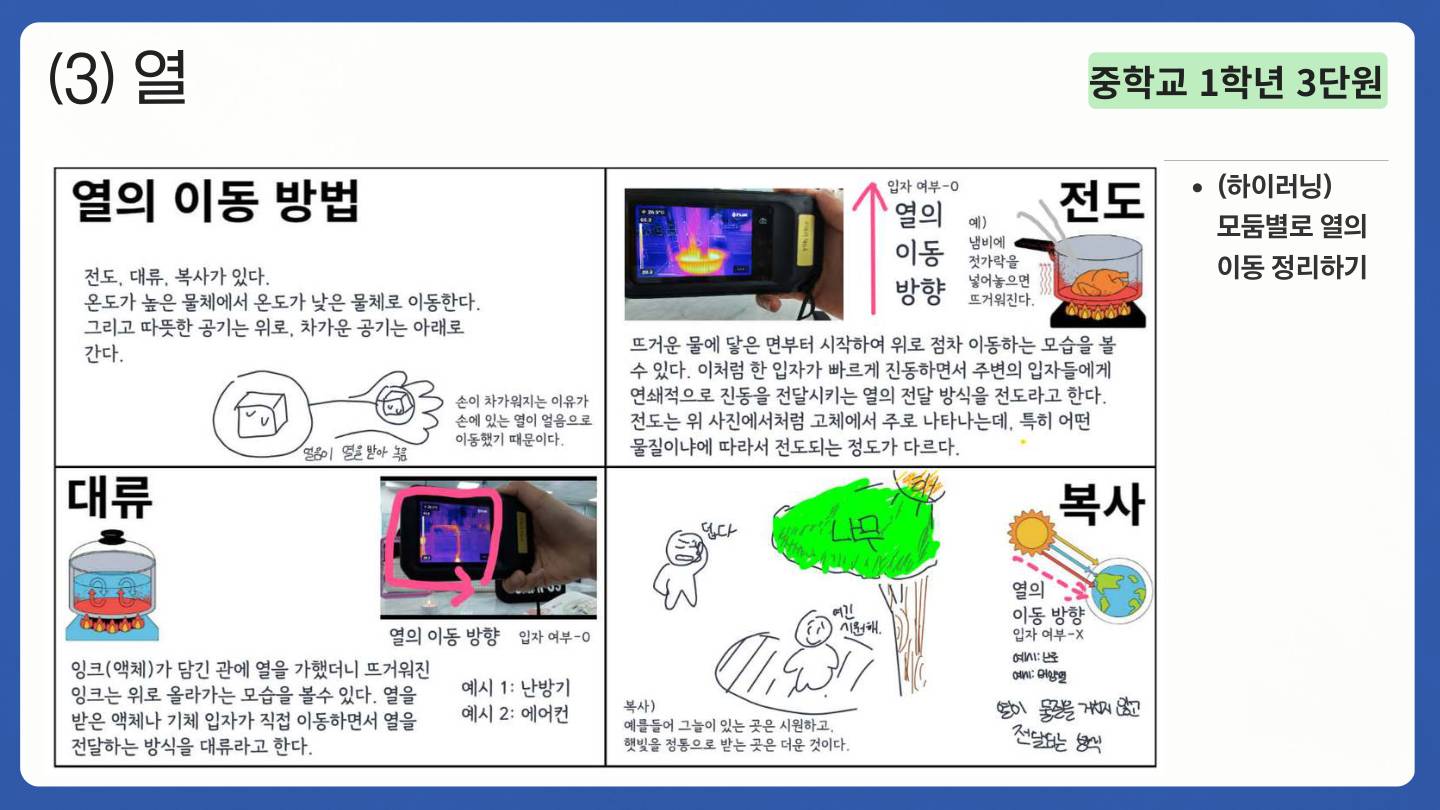 (3) 열
중학교 1학년 3단원
열의 이동 방법
전도, 대류, 복사가 있다.
온도가 높은 물체에서 온도가 낮은 물체로 이동한다.
그리고 따뜻한 공기는 위로, 차가운 공기는 아래로
간다.
손이 차가워지는 이유가
손에 있는 열이 얼음으로
이동했기 때문이다.
얼음이 열을 받아 녹음
전도
입자 여부-O
열의
이동
방향
예)
냄비에
젓가락을
넣어놓으면
뜨거워진다.
뜨거운 물에 닿은 면부터 시작하여 위로 점차 이동하는 모습을 볼
수 있다. 이처럼 한 입자가 빠르게 진동하면서 주변의 입자들에게
연쇄적으로 진동을 전달시키는 열의 전달 방식을 전도라고 한다.
전도는 위 사진에서처럼 고체에서 주로 나타나는데, 특히 어떤
물질이냐에 따라서 전도되는 정도가 다르다.
대류
열의 이동 방향 입자 여부-O
잉크(액체)가 담긴 관에 열을 가했더니 뜨거워진
잉크는 위로 올라가는 모습을 볼수 있다. 열을
받은 액체나 기체 입자가 직접 이동하면서 열을
전달하는 방식을 대류라고 한다.
예시 1: 난방기
예시 2: 에어컨
복사
덥다
나무
해
여긴
시원해.
열의
이동 방향
입자 여부-X
예시: 난로
예시: 태양열
열이 물질을 거치지 않고
전달되는 방식
복사)
예를들어 그늘이 있는 곳은 시원하고,
햇빛을 정통으로 받는 곳은 더운 것이다.
• (하이러닝)
모둠별로 열의
이동 정리하기